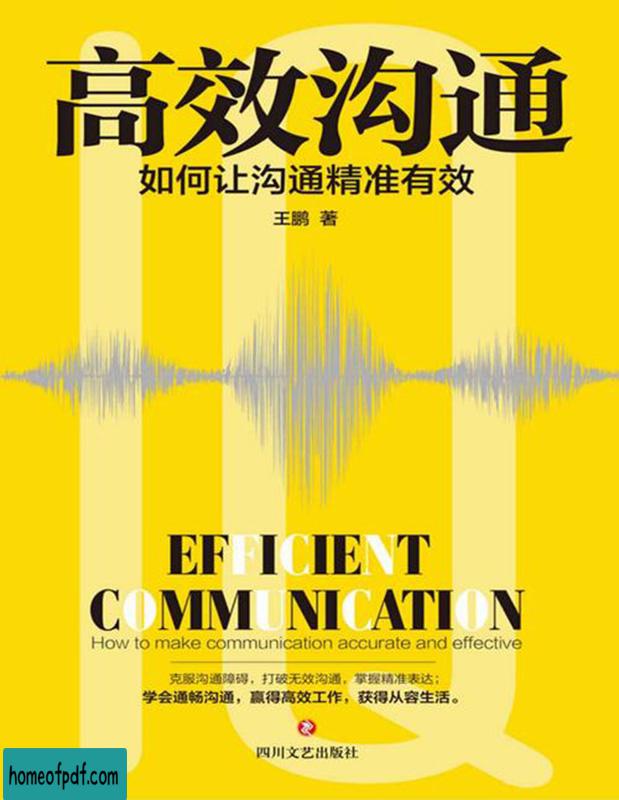 高效沟通
如何让沟通精准有效
王鹏 著
IQ
EFFICIENT
COMMUNICATION
How to make communication accurate and effective
克服沟通障碍，打破无效沟通，掌握精准表达；
学会通畅沟通，赢得高效工作，获得从容生活。
四川文艺出版社
homeofpdf.com